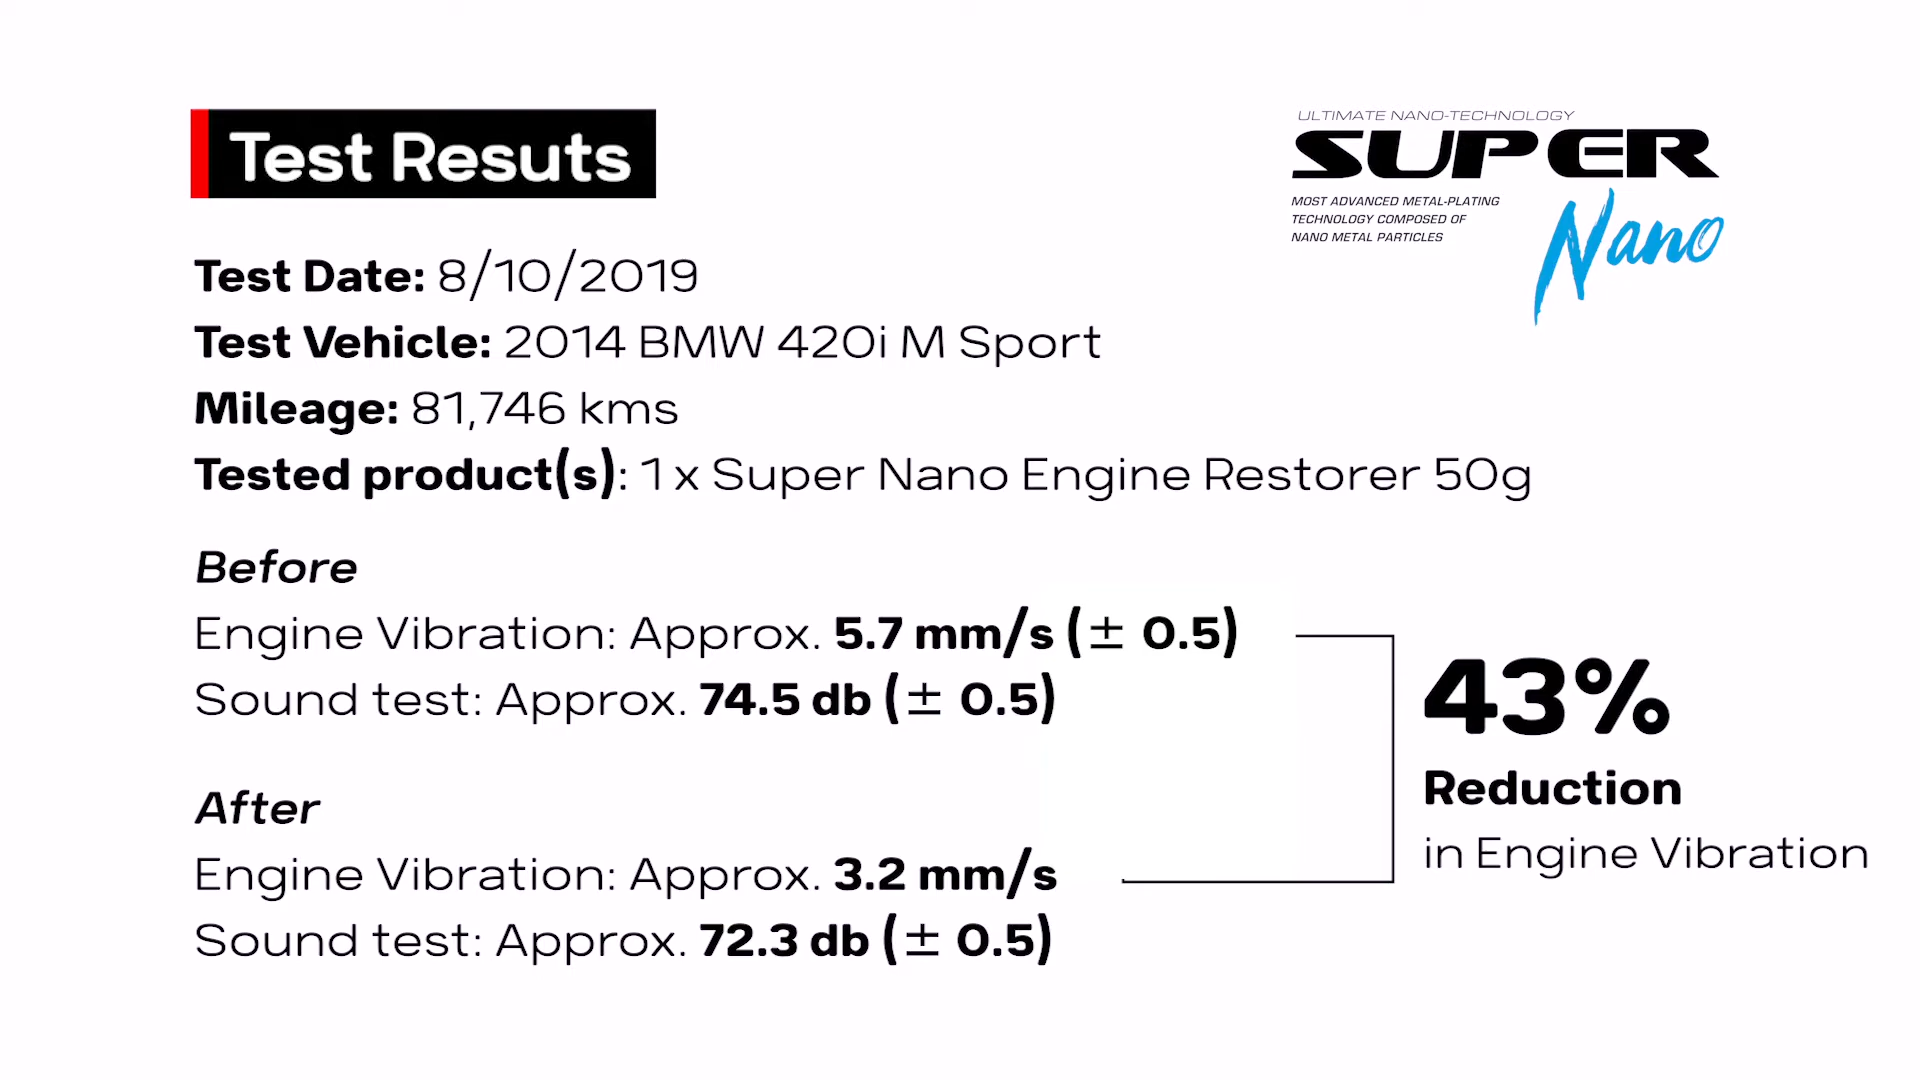 Test Resuts
ULTIMATE NANO-TECHNOLOGY
SUPER
Nano
MOST ADVANCED METAL-PLATING
TECHNOLOGY COMPOSED OF
NANO METAL PARTICLES
Test Date: 8/10/2019
Test Vehicle: 2014 BMW 420i M Sport
Mileage: 81,746 kms
Tested product(s): 1 x Super Nano Engine Restorer 50g
Before
Engine Vibration: Approx. 5.7 mm/s (± 0.5)
Sound test: Approx. 74.5 db (± 0.5)
After
Engine Vibration: Approx. 3.2 mm/s
Sound test: Approx. 72.3 db (± 0.5)
43%
Reduction
in Engine Vibration